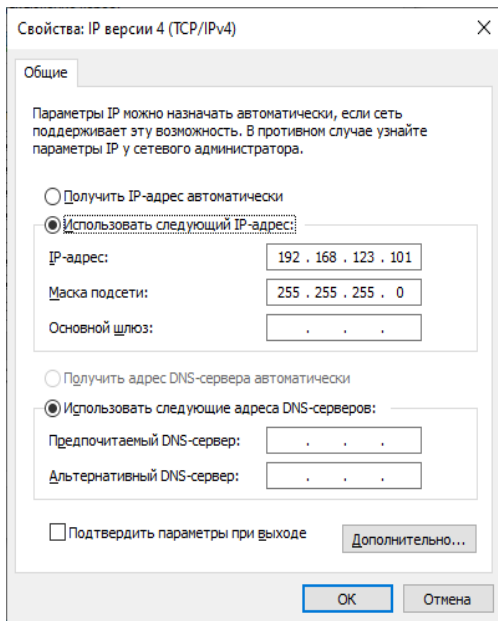 Свойства: IP версии 4 (TCP/IPv4)
Общие
Параметры IP можно назначать автоматически, если сеть
поддерживает эту возможность. В противном случае узнайте
параметры IP у сетевого администратора.
Получить IP-адрес автоматически
Использовать следующий IP-адрес:
IP-адрес: 192 . 168 . 123 . 101
Маска подсети: 255 . 255 . 255 . 0
Основной шлюз: . . .
Получить адрес DNS-сервера автоматически
Использовать следующие адреса DNS-серверов:
Предпочитаемый DNS-сервер: . . .
Альтернативный DNS-сервер: . . .
Подтвердить параметры при выходе
Дополнительно...
ОК Отмена